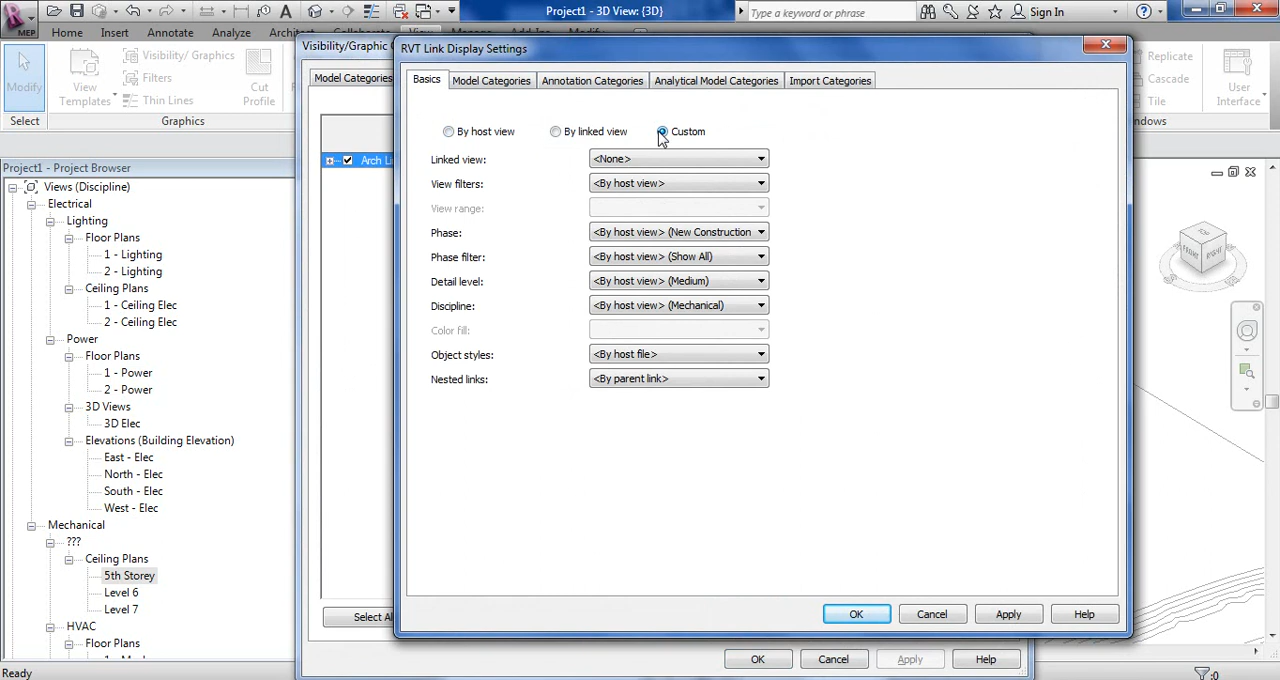 Project1 - 3D View: {3D}
Type a keyword or phrase
Sign In
MEP
Home Insert Annotate Analyze
Modify
View Templates
Visibility/ Graphics
Filters
Thin Lines
Cut Profile
Replicate
Cascade
Tile
User Interface
Select
Graphics
Project1 - Project Browser
Views (Discipline)
Electrical
Lighting
Floor Plans
1 - Lighting
2 - Lighting
Ceiling Plans
1 - Ceiling Elec
2 - Ceiling Elec
Power
Floor Plans
1 - Power
2 - Power
3D Views
3D Elec
Elevations (Building Elevation)
East - Elec
North - Elec
South - Elec
West - Elec
Mechanical
???
Ceiling Plans
5th Storey
Level 6
Level 7
HVAC
Floor Plans
Ready
Visibility/Graphic
Model Categories
Arch Li
Select Al
RVT Link Display Settings
Basics Model Categories Annotation Categories Analytical Model Categories Import Categories
By host view By linked view Custom
Linked view: <None>
View filters: <By host view>
View range:
Phase: <By host view> (New Construction
Phase filter: <By host view> (Show All)
Detail level: <By host view> (Medium)
Discipline: <By host view> (Mechanical)
Color fill:
Object styles: <By host file>
Nested links: <By parent link>
OK Cancel Apply Help
OK Cancel Apply Help
TOP
FRONT
RIGHT
:0